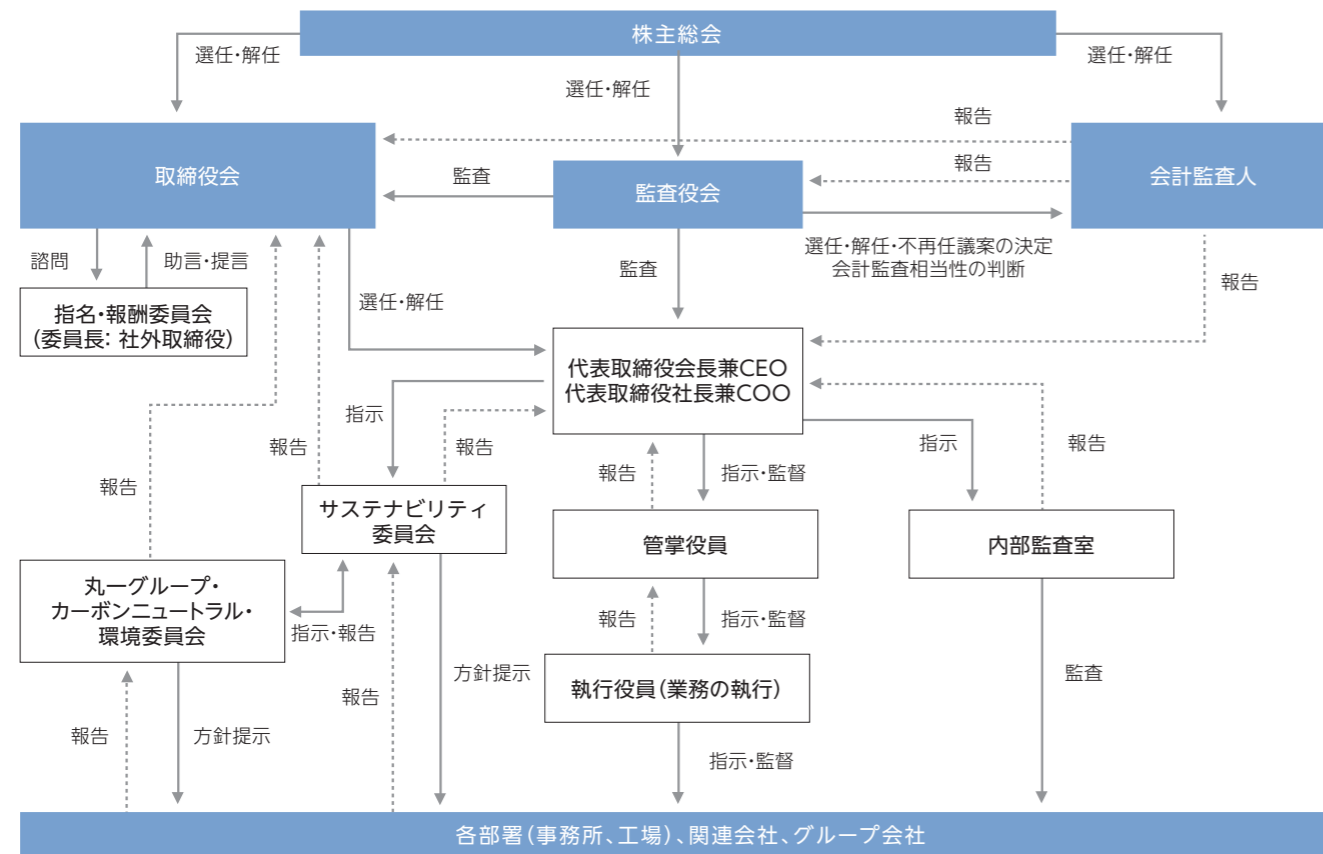 株主総会
選任・解任
選任・解任
選任・解任
報告
取締役会
監査
監査役会
報告
会計監査人
選任・解任・不再任議案の決定
会計監査相当性の判断
諮問
助言・提言
監査
報告
指名・報酬委員会
(委員長: 社外取締役)
選任・解任
代表取締役会長兼CEO
代表取締役社長兼COO
指示
報告
報告
報告
指示・監督
指示
報告
報告
サステナビリティ
委員会
管掌役員
内部監査室
丸一グループ・
カーボンニュートラル・
環境委員会
指示・報告
報告
指示・監督
報告
方針提示
執行役員(業務の執行)
監査
報告
方針提示
指示・監督
各部署(事務所、工場)、関連会社、グループ会社